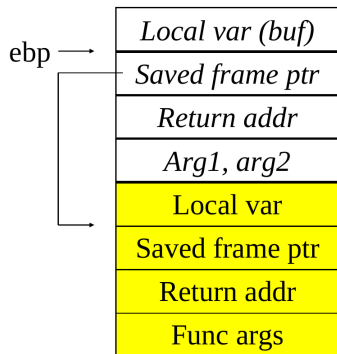 Local var (buf)
ebp
Saved frame ptr
Return addr
Arg1, arg2
Local var
Saved frame ptr
Return addr
Func args